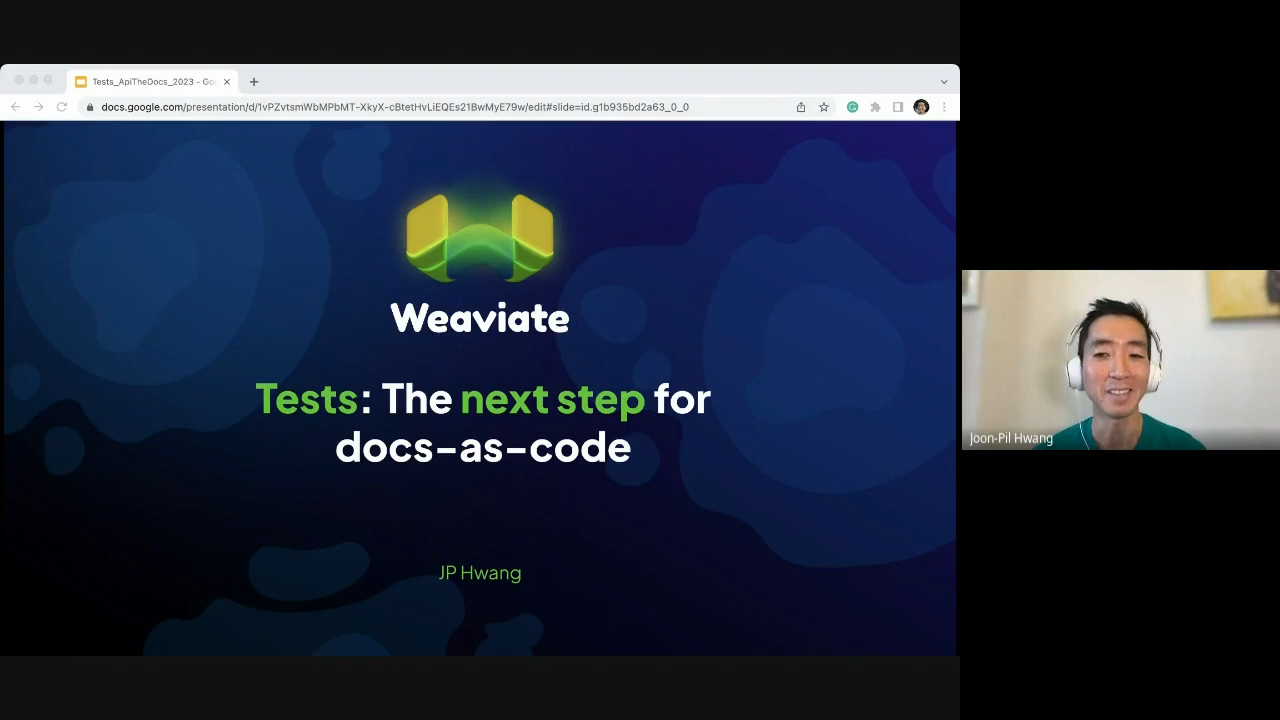 Tests_ApiTheDocs_2023 - Goo
docs.google.com/presentation/d/1vPZvtsmWbMPbMT-XkyX-cBtetHvLiEQEs21BwMyE79w/edit#slide=id.g1b935bd2a63_0_0
Weaviate
Tests: The next step for
docs-as-code
JP Hwang
Joon-Pil Hwang